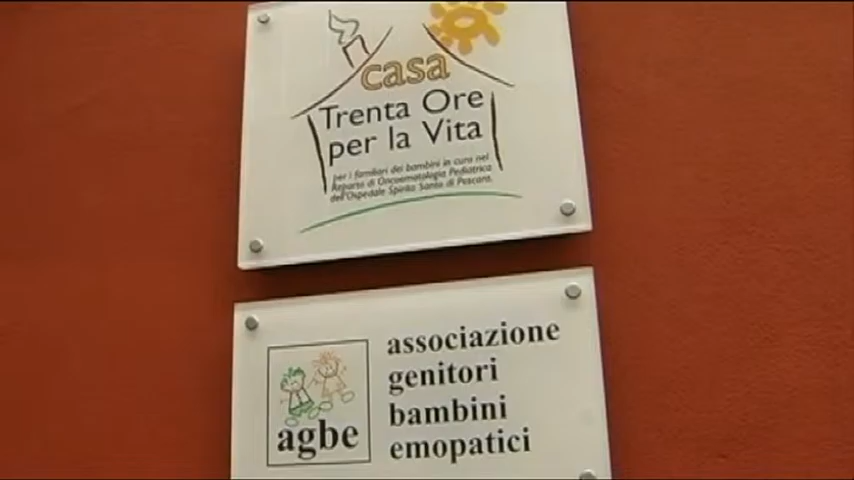 casa
Trenta Ore
per la Vita
per i familiari dei bambini in cura nel
Reparto di Oncoematologia Pediatrica
dell'Ospedale Spirito Santo di Pescara.
associazione
genitori
bambini
emopatici
agbe